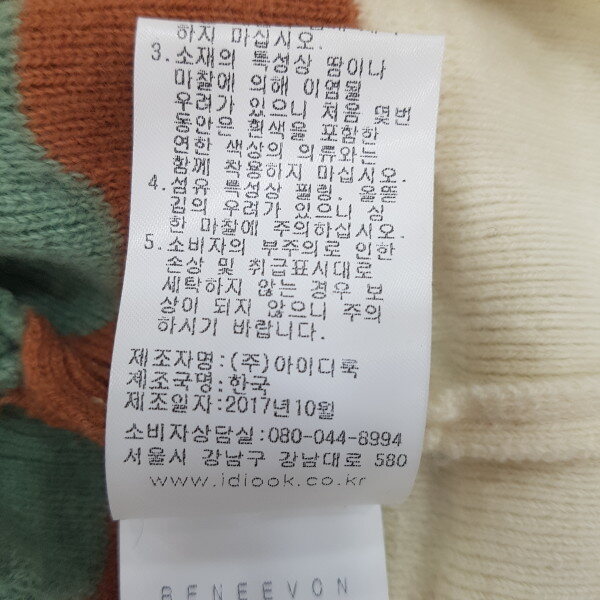 하지 마십시오.
3. 소재의 특성상 땀이나
마찰에 의해 이염될
우려가 있으니 처음 몇번
동안은 흰색을 포함한
연한 색상의 의류와는
함께 착용하지 마십시오.
4. 섬유 특성상 필링, 올뜯
김의 우려가 있으니 심
한 마찰에 주의하십시오.
5. 소비자의 부주의로 인한
손상 및 취급표시대로
세탁하지 않는 경우 보
상이 되지 않으니 주의
하시기 바랍니다.
제조자명:(주)아이디룩
제조국명:한국
제조일자:2017년10월
소비자상담실:080-044-8994
서울시 강남구 강남대로 580
www.idlook.co.kr
BENEEVON